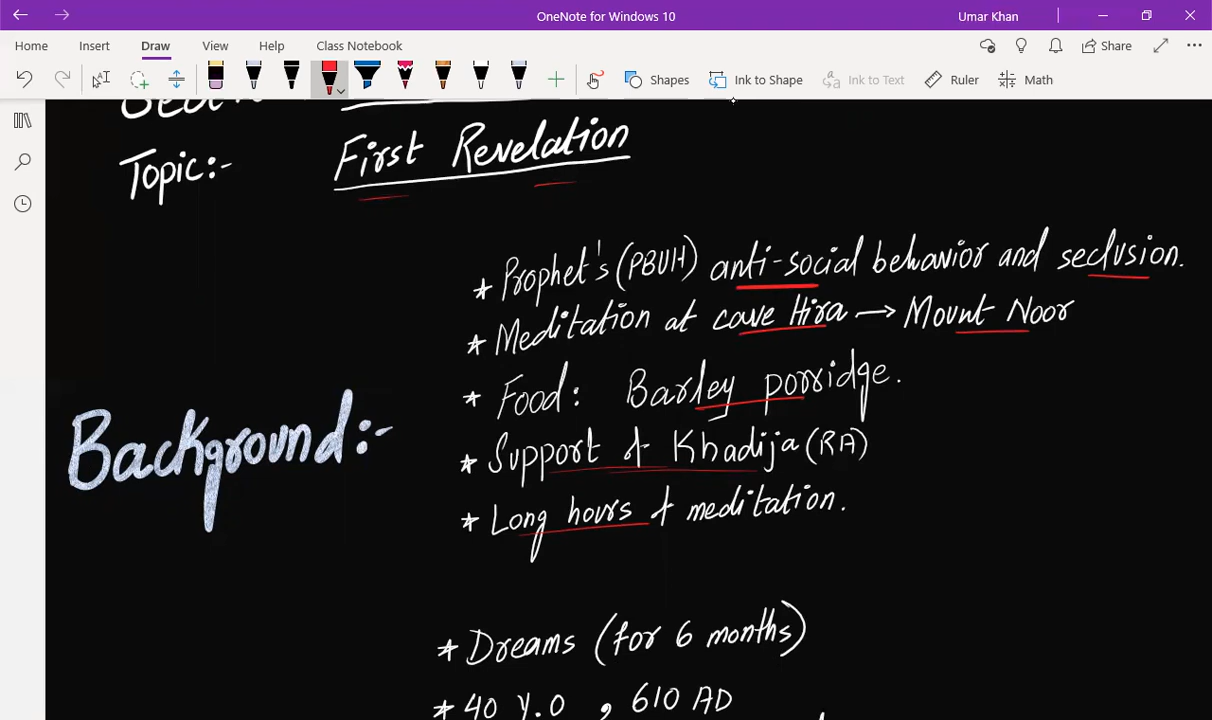 OneNote for Windows 10
Umar Khan
Home Insert Draw View Help Class Notebook
Share
Shapes Ink to Shape Ink to Text Ruler Math
Topic:-
First Revelation
* Prophet's (PBUH) anti-social behavior and seclusion.
* Meditation at cave Hira → Mount Noor
* Food: Barley porridge.
Background:-
* Support of Khadija (RA)
* Long hours of meditation.
* Dreams (for 6 months)
* 40 Y.O , 610 AD